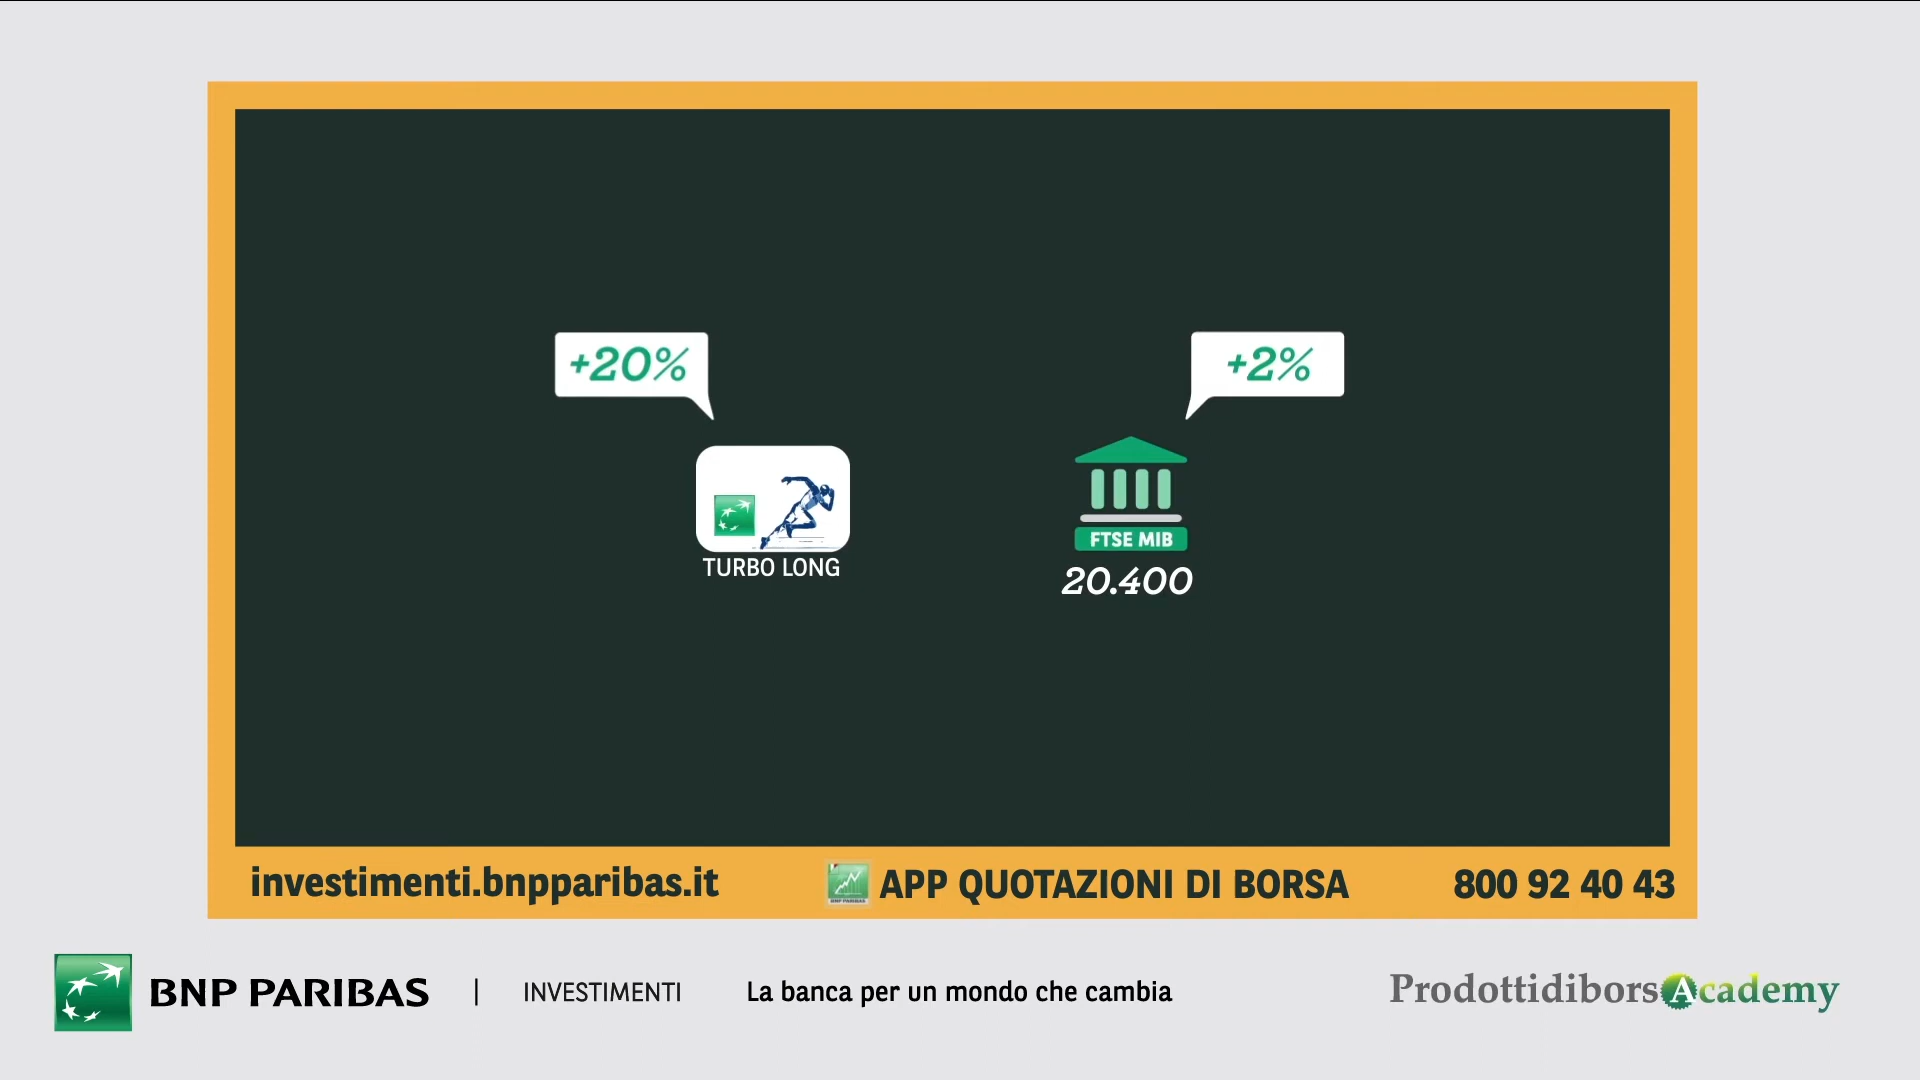 +20%
+2%
TURBO LONG
FTSE MIB
20.400
investimenti.bnpparibas.it
APP QUOTAZIONI DI BORSA
800 92 40 43
BNP PARIBAS | INVESTIMENTI
La banca per un mondo che cambia
ProdottidiborsAcademy